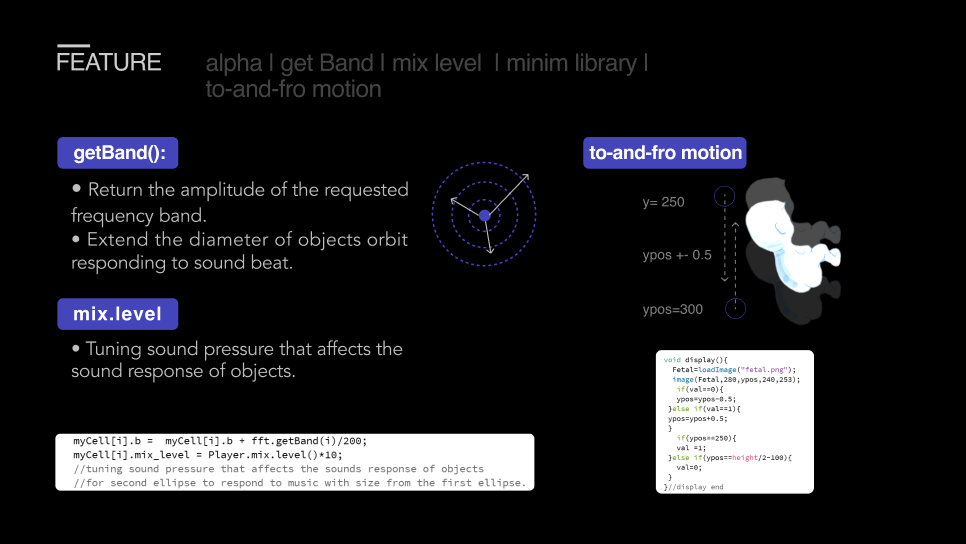 FEATURE
alpha | get Band | mix level | minim library |
to-and-fro motion
getBand():
• Return the amplitude of the requested
frequency band.
• Extend the diameter of objects orbit
responding to sound beat.
mix.level
• Tuning sound pressure that affects the
sound response of objects.
myCell[i].b = myCell[i].b + fft.getBand(i)/200;
myCell[i].mix_level = Player.mix.level()*10;
//tuning sound pressure that affects the sounds response of objects
//for second ellipse to respond to music with size from the first ellipse.
to-and-fro motion
y= 250
ypos +- 0.5
ypos=300
void display(){
Fetal=loadImage("fetal.png");
image(Fetal,280,ypos,240,253);
if(val==0){
ypos=ypos-0.5;
}else if(val==1){
ypos=ypos+0.5;
}
if(ypos==250){
val =1;
}else if(ypos==height/2-100){
val=0;
}
}//display end